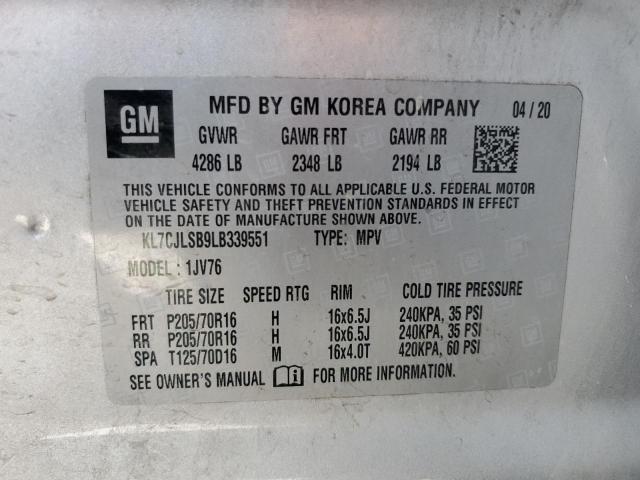 GM
MFD BY GM KOREA COMPANY 04 / 20
GVWR GAWR FRT GAWR RR
4286 LB 2348 LB 2194 LB
THIS VEHICLE CONFORMS TO ALL APPLICABLE U.S. FEDERAL MOTOR
VEHICLE SAFETY AND THEFT PREVENTION STANDARDS IN EFFECT
ON THE DATE OF MANUFACTURE SHOWN ABOVE.
KL7CJLSB9LB339551 TYPE: MPV
MODEL : 1JV76
TIRE SIZE SPEED RTG RIM COLD TIRE PRESSURE
FRT P205/70R16 H 16x6.5J 240KPA, 35 PSI
RR P205/70R16 H 16x6.5J 240KPA, 35 PSI
SPA T125/70D16 M 16x4.0T 420KPA, 60 PSI
SEE OWNER'S MANUAL FOR MORE INFORMATION.